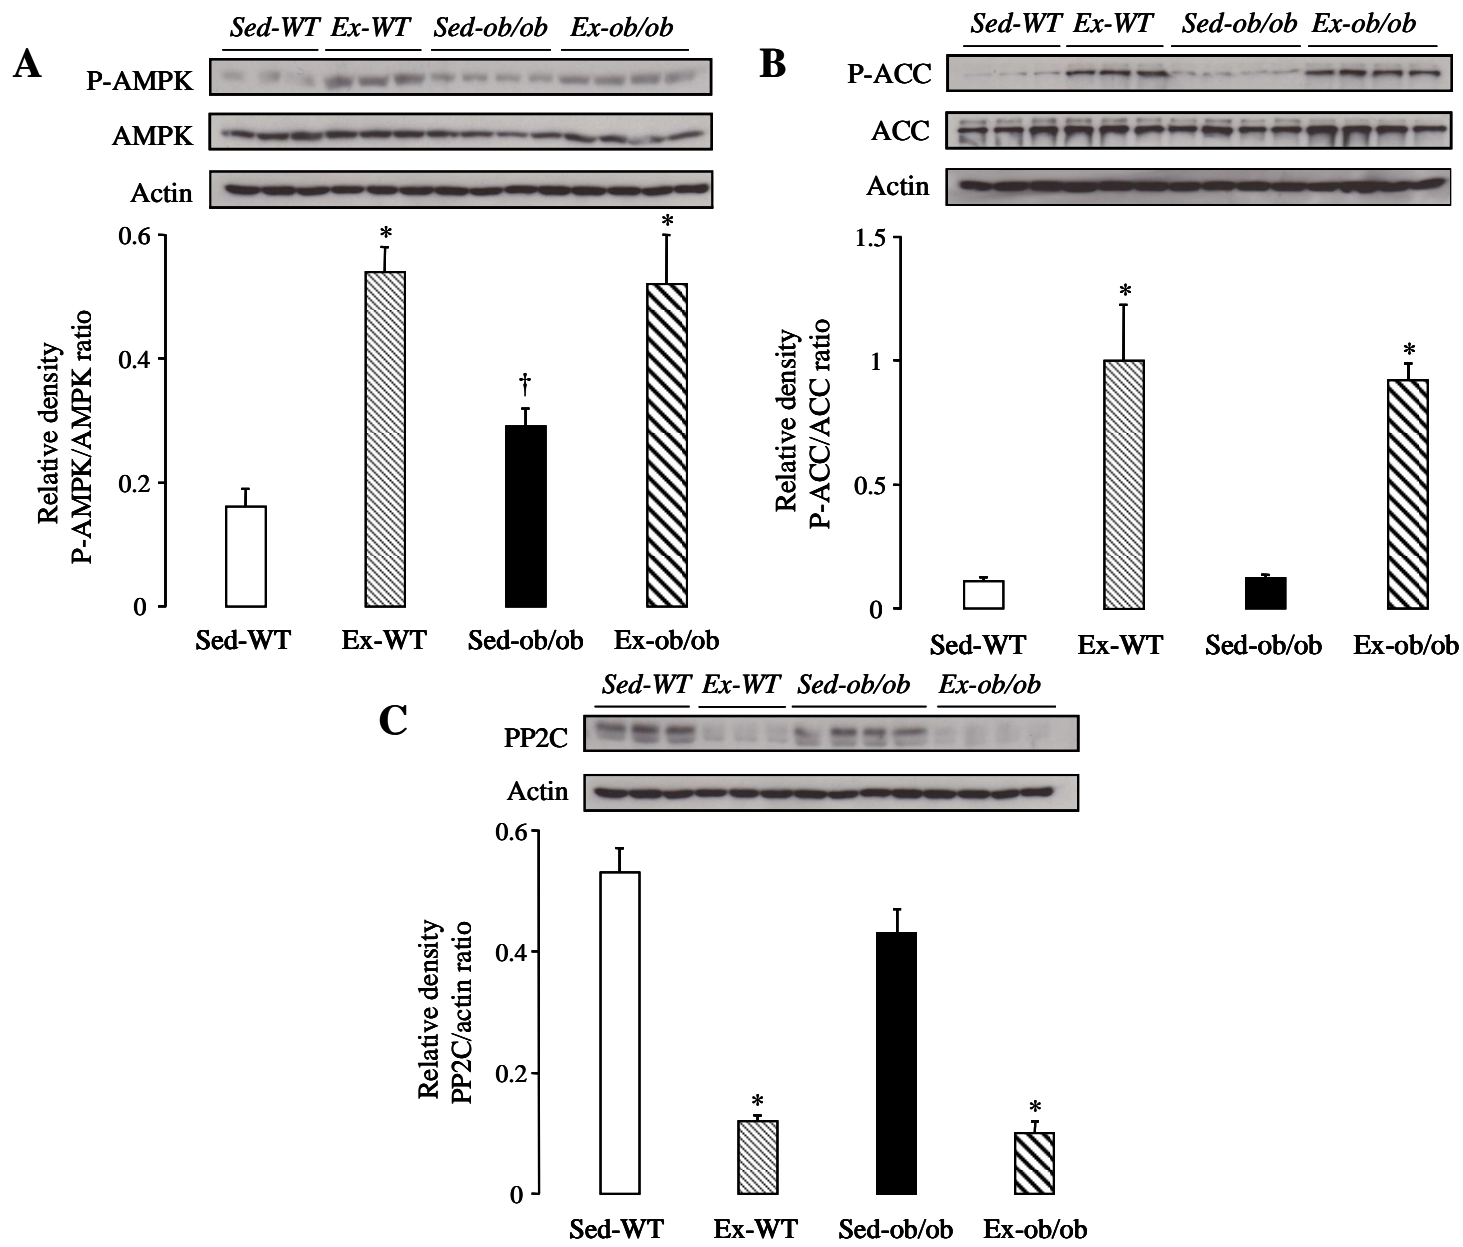 Sed-WT Ex-WT Sed-ob/ob Ex-ob/ob
A
P-AMPK
AMPK
Actin
0.6
0.4
0.2
0
Relative density
P-AMPK/AMPK ratio
*
†
*
Sed-WT Ex-WT Sed-ob/ob Ex-ob/ob
Sed-WT Ex-WT Sed-ob/ob Ex-ob/ob
B
P-ACC
ACC
Actin
1.5
1
0.5
0
Relative density
P-ACC/ACC ratio
*
*
Sed-WT Ex-WT Sed-ob/ob Ex-ob/ob
Sed-WT Ex-WT Sed-ob/ob Ex-ob/ob
C
PP2C
Actin
0.6
0.4
0.2
0
Relative density
PP2C/actin ratio
*
*
Sed-WT Ex-WT Sed-ob/ob Ex-ob/ob